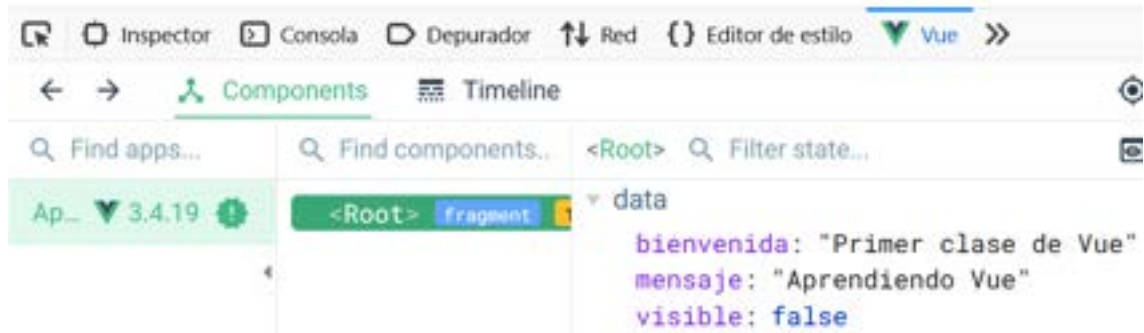 Inspector Consola Depurador Red {} Editor de estilo Vue
Components Timeline
Find apps... Find components.. <Root> Filter state...
Ap... 3.4.19 <Root> fragment
data
bienvenida: "Primer clase de Vue"
mensaje: "Aprendiendo Vue"
visible: false